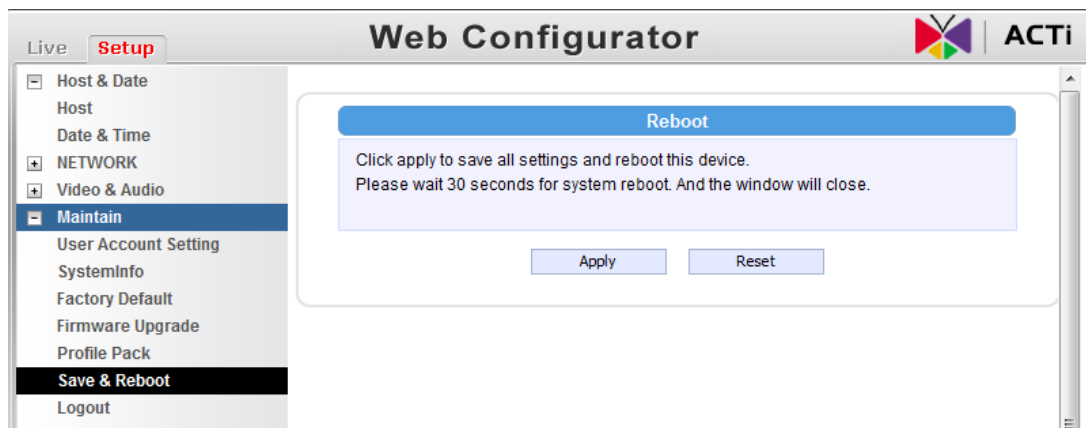 Live
Setup
Web Configurator
ACTi
Host & Date
Host
Date & Time
NETWORK
Video & Audio
Maintain
User Account Setting
SystemInfo
Factory Default
Firmware Upgrade
Profile Pack
Save & Reboot
Logout
Reboot
Click apply to save all settings and reboot this device.
Please wait 30 seconds for system reboot. And the window will close.
Apply
Reset